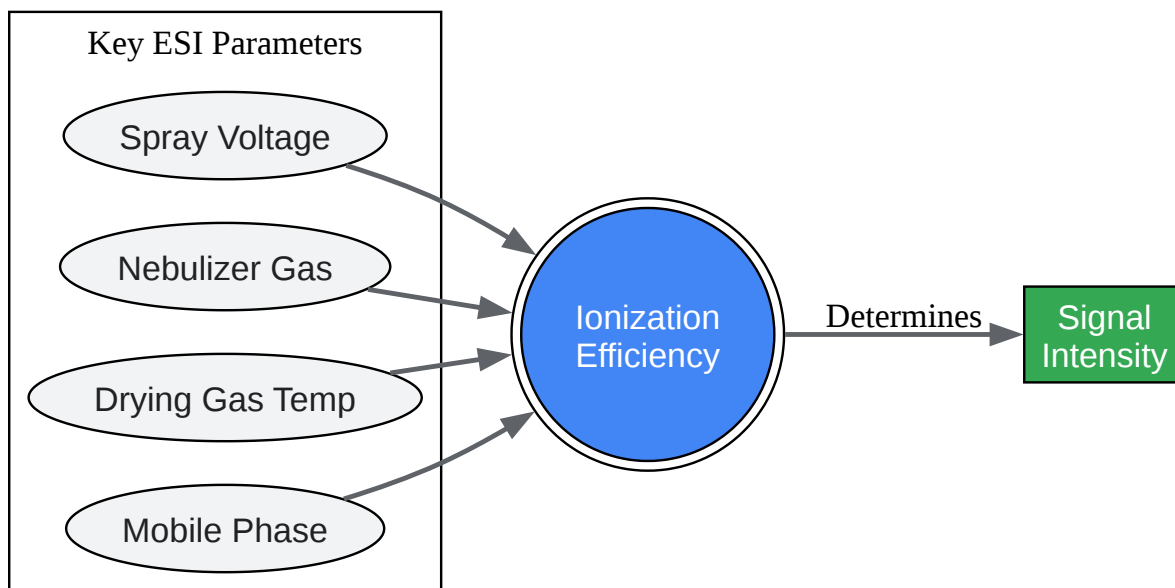 Key ESI Parameters
Spray Voltage
Nebulizer Gas
Drying Gas Temp
Mobile Phase
Ionization
Efficiency
Determines
Signal
Intensity